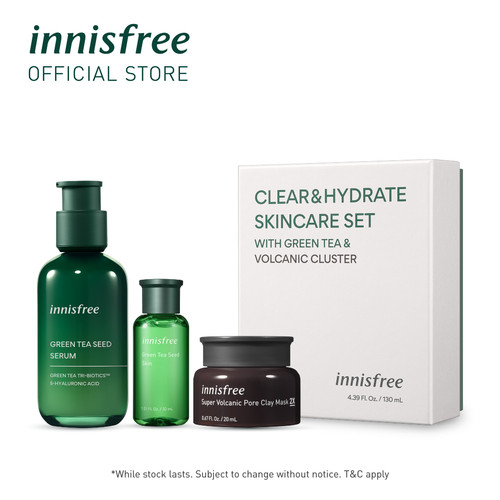 innisfree
OFFICIAL STORE
CLEAR&HYDRATE
SKINCARE SET
WITH GREEN TEA &
VOLCANIC CLUSTER
innisfree
4.39 Fl. Oz. / 130 mL
innisfree
GREEN TEA SEED
SERUM
GREEN TEA TRI-BIOTICS™
5-HYALURONIC ACID
innisfree
Green Tea Seed
innisfree
Super Volcanic Pore Clay Mask 2X
0.67 Fl. Oz. / 20 mL
*While stock lasts. Subject to change without notice. T&C apply